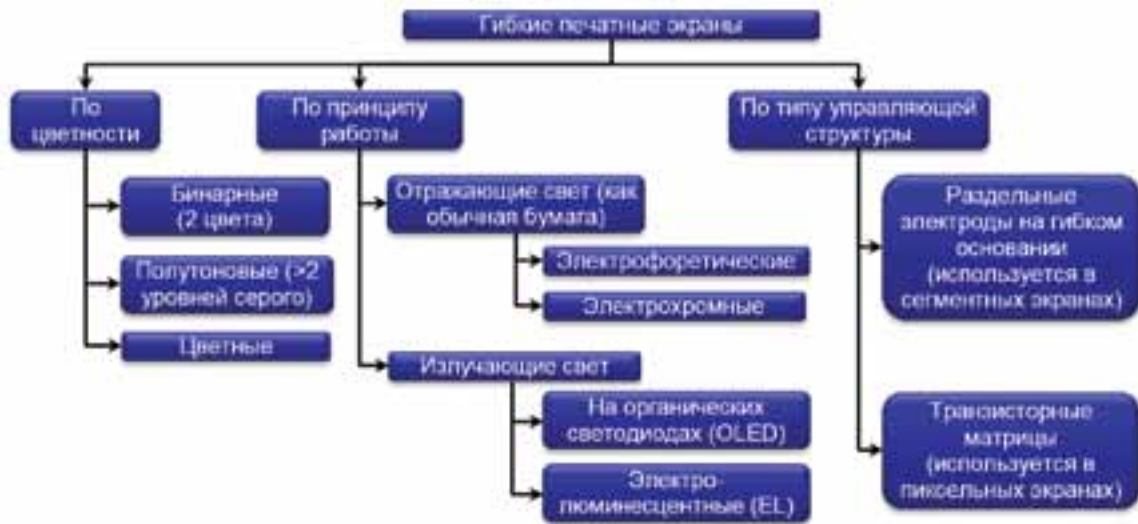 Гибкие печатные экраны
По
цветности
Бинарные
(2 цвета)
Полутоновые (>2
уровней серого)
Цветные
По принципу
работы
Отражающие свет (как
обычная бумага)
Электрофоретические
Электрохромные
Излучающие свет
На органических
светодиодах (OLED)
Электро-
люминесцентные (EL)
По типу управляющей
структуры
Раздельные
электроды на гибком
основании
(используется в
сегментных экранах)
Транзисторные
матрицы
(используется в
пиксельных экранах)